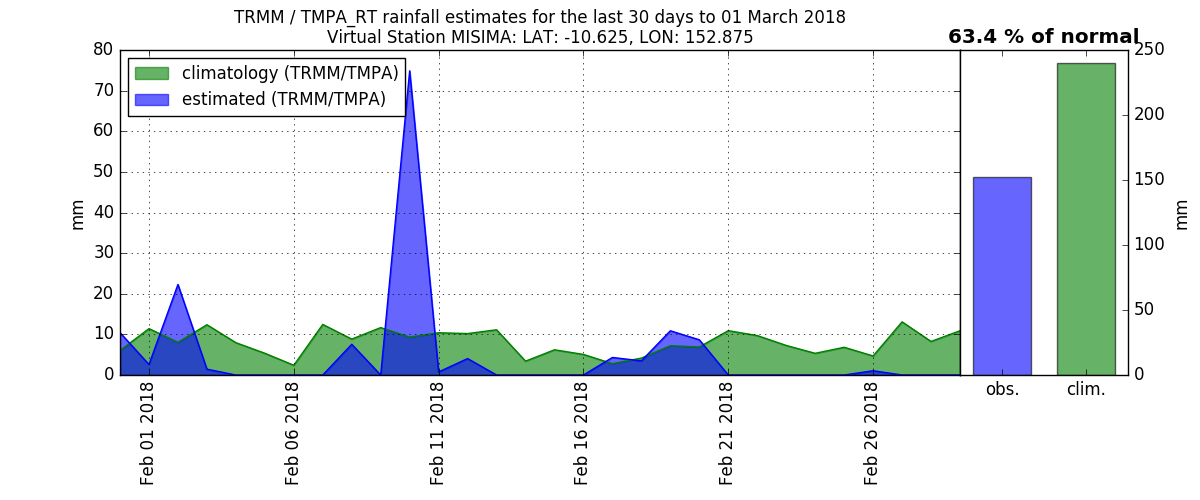 TRMM / TMPA_RT rainfall estimates for the last 30 days to 01 March 2018
Virtual Station MISIMA: LAT: -10.625, LON: 152.875
63.4 % of normal
climatology (TRMM/TMPA)
estimated (TRMM/TMPA)
80
70
60
50
40
30
20
10
0
mm
Feb 01 2018
Feb 06 2018
Feb 11 2018
Feb 16 2018
Feb 21 2018
Feb 26 2018
250
200
150
100
50
0
mm
obs.
clim.